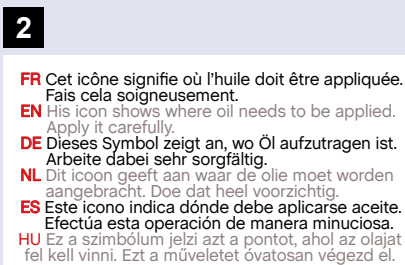 2
FR Cet icône signifie où l'huile doit être appliquée.
Fais cela soigneusement.
EN His icon shows where oil needs to be applied.
Apply it carefully.
DE Dieses Symbol zeigt an, wo Öl aufzutragen ist.
Arbeite dabei sehr sorgfältig.
NL Dit icoon geeft aan waar de olie moet worden
aangebracht. Doe dat heel voorzichtig.
ES Este icono indica dónde debe aplicarse aceite.
Efectúa esta operación de manera minuciosa.
HU Ez a szimbólum jelzi azt a pontot, ahol az olajat
fel kell vinni. Ezt a műveletet óvatosan végezd el.